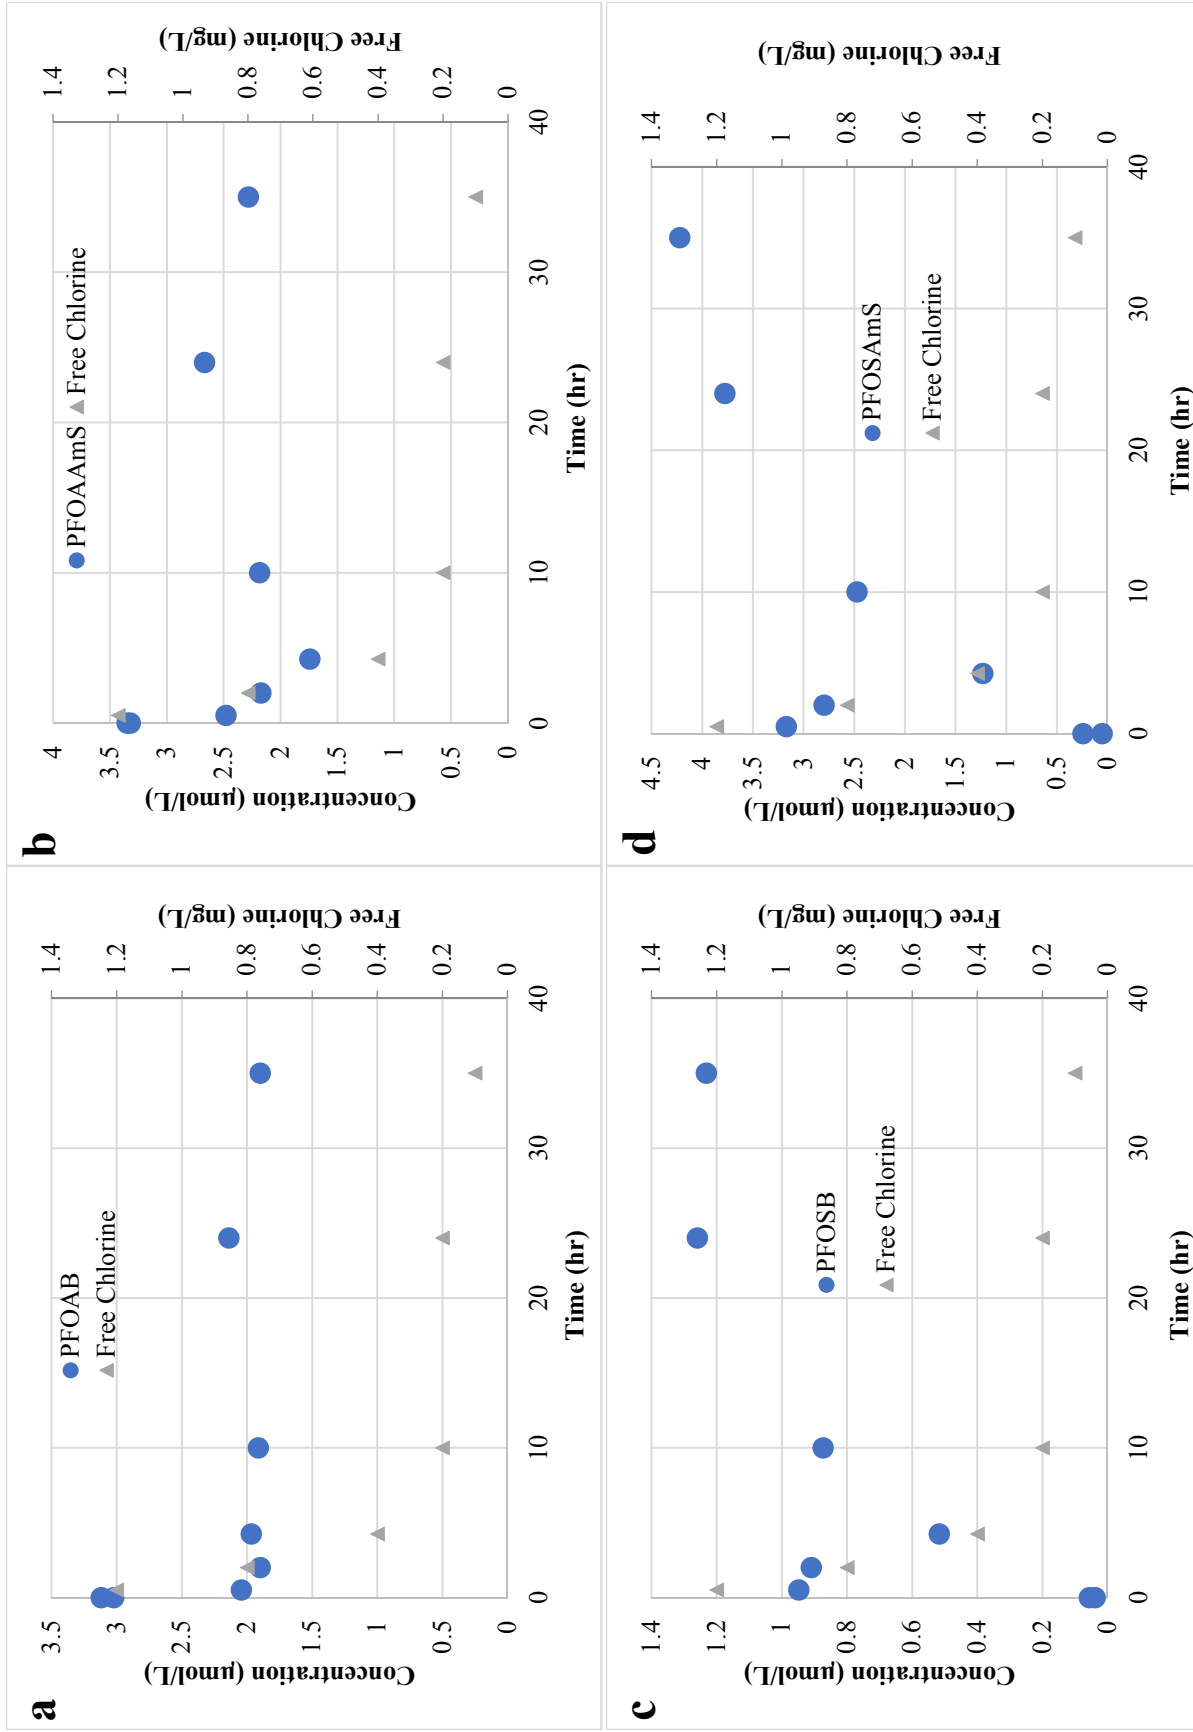 a
Concentration (µmol/L)
3.5
3
2.5
2
1.5
1
0.5
0
0 10 20 30 40
Time (hr)
PFOAB
Free Chlorine
1.4
1.2
1
0.8
0.6
0.4
0.2
0
Free Chlorine (mg/L)
b
Concentration (µmol/L)
4
3.5
3
2.5
2
1.5
1
0.5
0
0 10 20 30 40
Time (hr)
PFOAAmS Free Chlorine
1.4
1.2
1
0.8
0.6
0.4
0.2
0
Free Chlorine (mg/L)
c
Concentration (µmol/L)
1.4
1.2
1
0.8
0.6
0.4
0.2
0
0 10 20 30 40
Time (hr)
PFOSB
Free Chlorine
1.4
1.2
1
0.8
0.6
0.4
0.2
0
Free Chlorine (mg/L)
d
Concentration (µmol/L)
4.5
4
3.5
3
2.5
2
1.5
1
0.5
0
0 10 20 30 40
Time (hr)
PFOSAmS
Free Chlorine
1.4
1.2
1
0.8
0.6
0.4
0.2
0
Free Chlorine (mg/L)